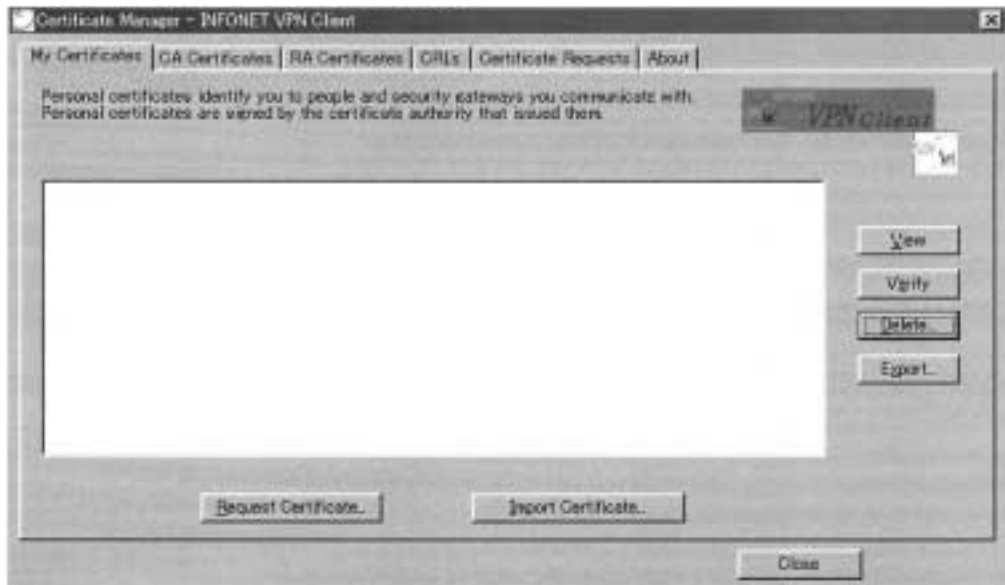 Certificate Manager - INFONET VPN Client
My Certificates CA Certificates RA Certificates CRLs Certificate Requests About
Personal certificates identify you to people and security gateways you communicate with.
Personal certificates are signed by the certificate authority that issued them.
VPN Client
View
Verify
Delete...
Export...
Request Certificate... Import Certificate...
Close